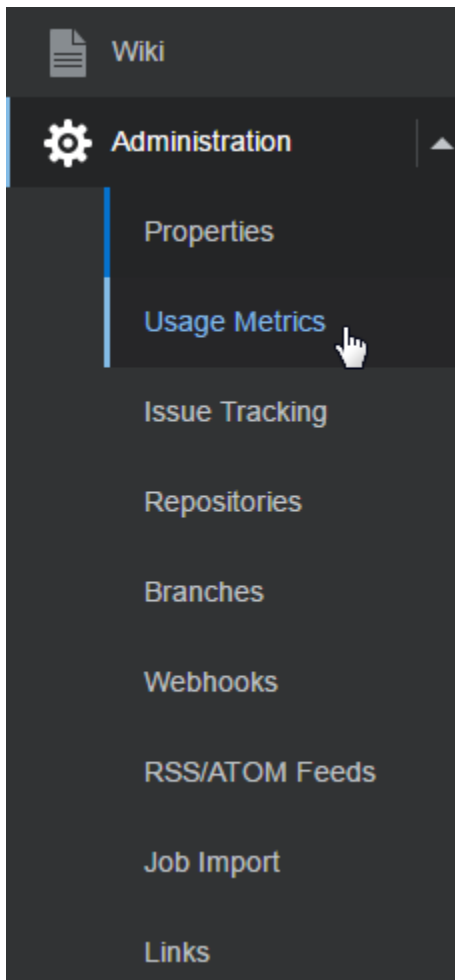 Wiki
Administration
Properties
Usage Metrics
Issue Tracking
Repositories
Branches
Webhooks
RSS/ATOM Feeds
Job Import
Links